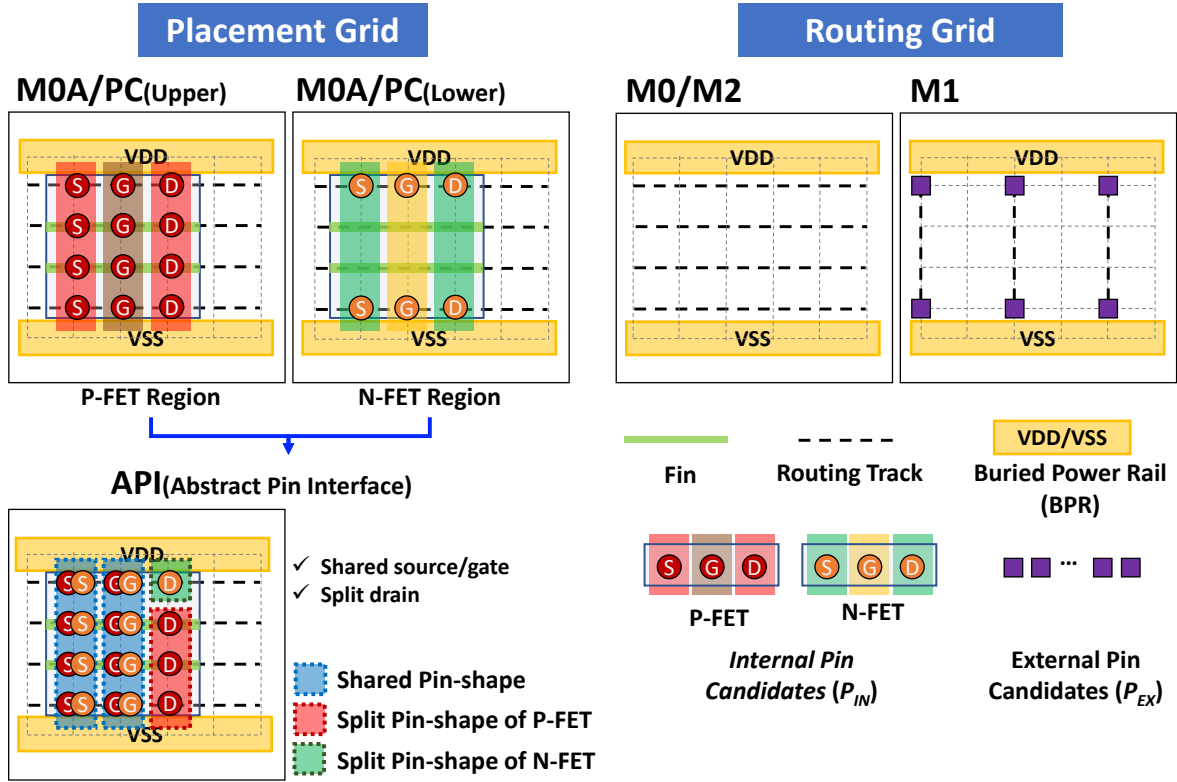 Placement Grid
Routing Grid
M0A/PC(Upper)
M0A/PC(Lower)
M0/M2
M1
VDD
VDD
VDD
VDD
S G D
S G D
S G D
S G D
S G D
S G D
VSS
VSS
VSS
VSS
P-FET Region
N-FET Region
API(Abstract Pin Interface)
Fin
Routing Track
VDD/VSS
Buried Power Rail
(BPR)
VDD
S S G G D
S S G G D
S S G G D
S S G G D
VSS
✓ Shared source/gate
✓ Split drain
Shared Pin-shape
Split Pin-shape of P-FET
Split Pin-shape of N-FET
S G D
S G D
P-FET
N-FET
...
Internal Pin
Candidates (P_IN)
External Pin
Candidates (P_EX)